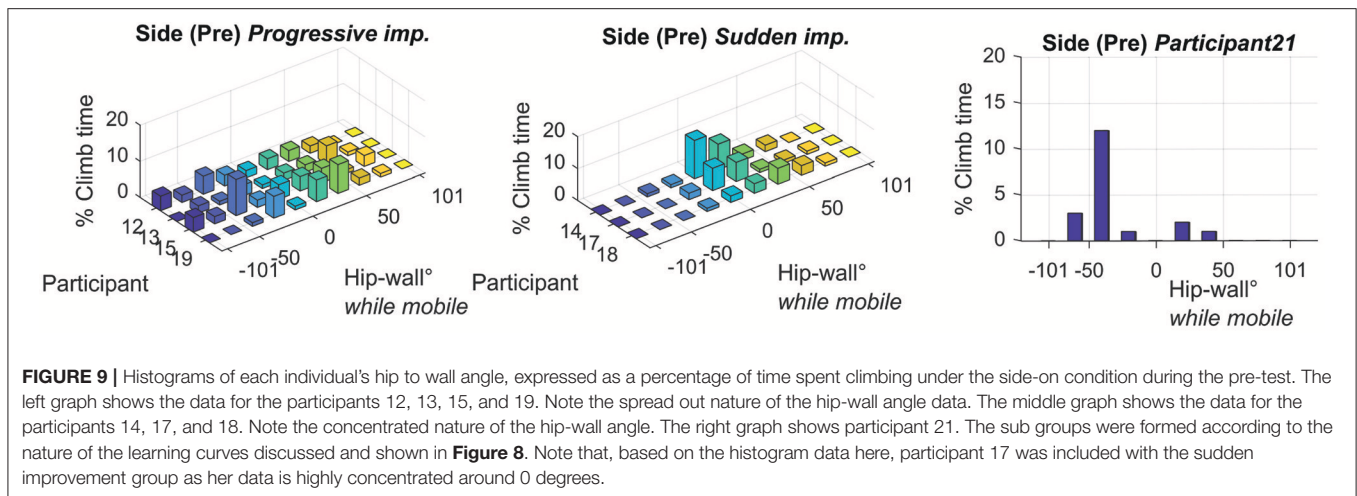 Side (Pre) Progressive imp.
% Climb time
20
10
0
12
13
15
19
Participant
-101
-50
0
50
101
Hip-wall°
while mobile
Side (Pre) Sudden imp.
% Climb time
20
10
0
14
17
18
Participant
-101
-50
0
50
101
Hip-wall°
while mobile
Side (Pre) Participant21
% Climb time
20
15
10
5
0
-101 -50 0 50 101
Hip-wall°
while mobile
FIGURE 9 | Histograms of each individual's hip to wall angle, expressed as a percentage of time spent climbing under the side-on condition during the pre-test. The
left graph shows the data for the participants 12, 13, 15, and 19. Note the spread out nature of the hip-wall angle data. The middle graph shows the data for the
participants 14, 17, and 18. Note the concentrated nature of the hip-wall angle. The right graph shows participant 21. The sub groups were formed according to the
nature of the learning curves discussed and shown in Figure 8. Note that, based on the histogram data here, participant 17 was included with the sudden
improvement group as her data is highly concentrated around 0 degrees.